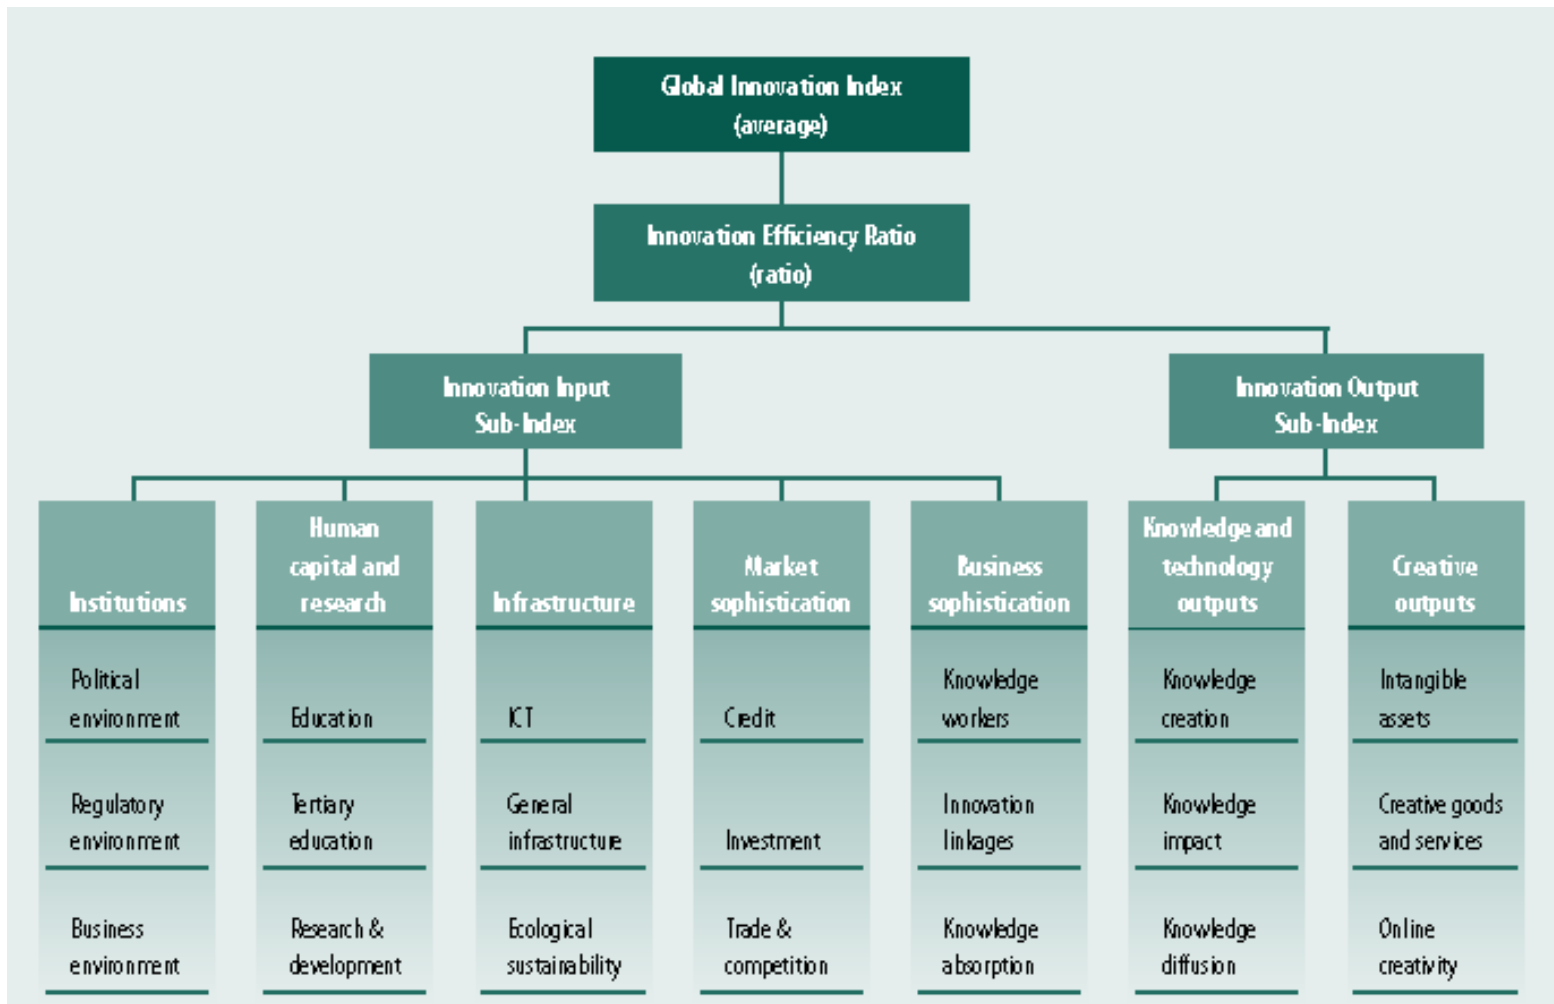 Global Innovation Index
(average)
Innovation Efficiency Ratio
(ratio)
Innovation Input
Sub-Index
Innovation Output
Sub-Index
Institutions
Human
capital and
research
Infrastructure
Market
sophistication
Business
sophistication
Knowledge and
technology
outputs
Creative
outputs
Political
environment
Education
ICT
Credit
Knowledge
workers
Knowledge
creation
Intangible
assets
Regulatory
environment
Tertiary
education
General
infrastructure
Investment
Innovation
linkages
Knowledge
impact
Creative goods
and services
Business
environment
Research &
development
Ecological
sustainability
Trade &
competition
Knowledge
absorption
Knowledge
diffusion
Online
creativity